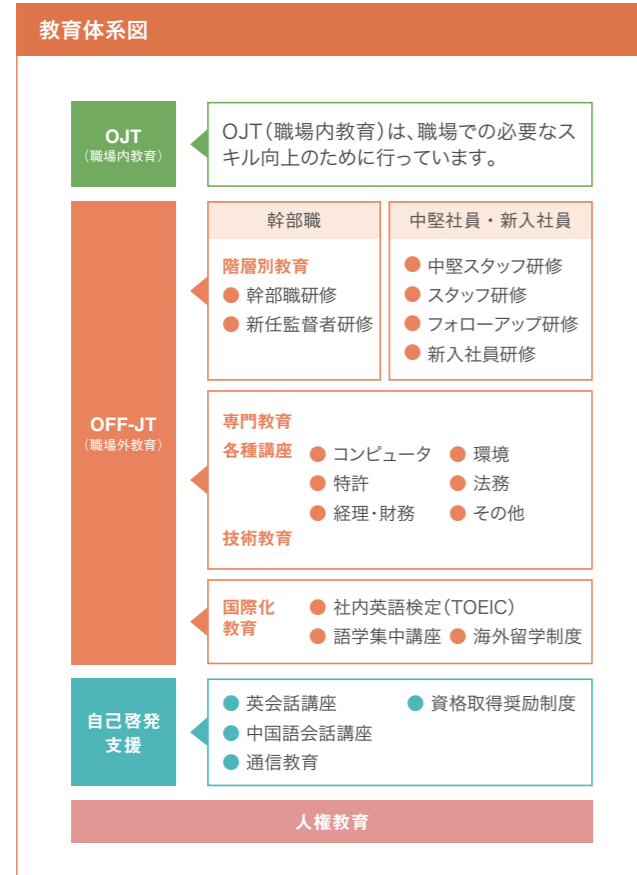 教育体系図
OJT
（職場内教育）
OJT（職場内教育）は、職場での必要なス
キル向上のために行っています。
OFF-JT
（職場外教育）
幹部職
階層別教育
● 幹部職研修
● 新任監督者研修
中堅社員・新入社員
● 中堅スタッフ研修
● スタッフ研修
● フォローアップ研修
● 新入社員研修
専門教育
各種講座
● コンピュータ ● 環境
● 特許 ● 法務
● 経理・財務 ● その他
技術教育
国際化
教育
● 社内英語検定（TOEIC）
● 語学集中講座 ● 海外留学制度
自己啓発
支援
● 英会話講座 ● 資格取得奨励制度
● 中国語会話講座
● 通信教育
人権教育